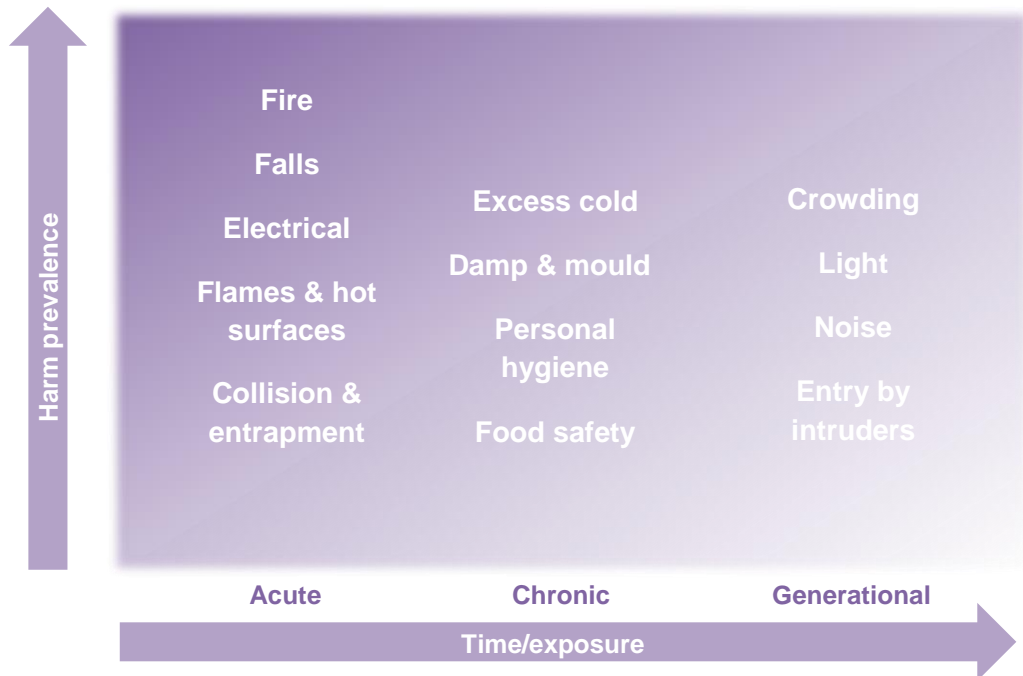 Harm prevalence
Fire
Falls
Electrical
Flames & hot
surfaces
Collision &
entrapment
Excess cold
Damp & mould
Personal
hygiene
Food safety
Crowding
Light
Noise
Entry by
intruders
Acute
Chronic
Generational
Time/exposure